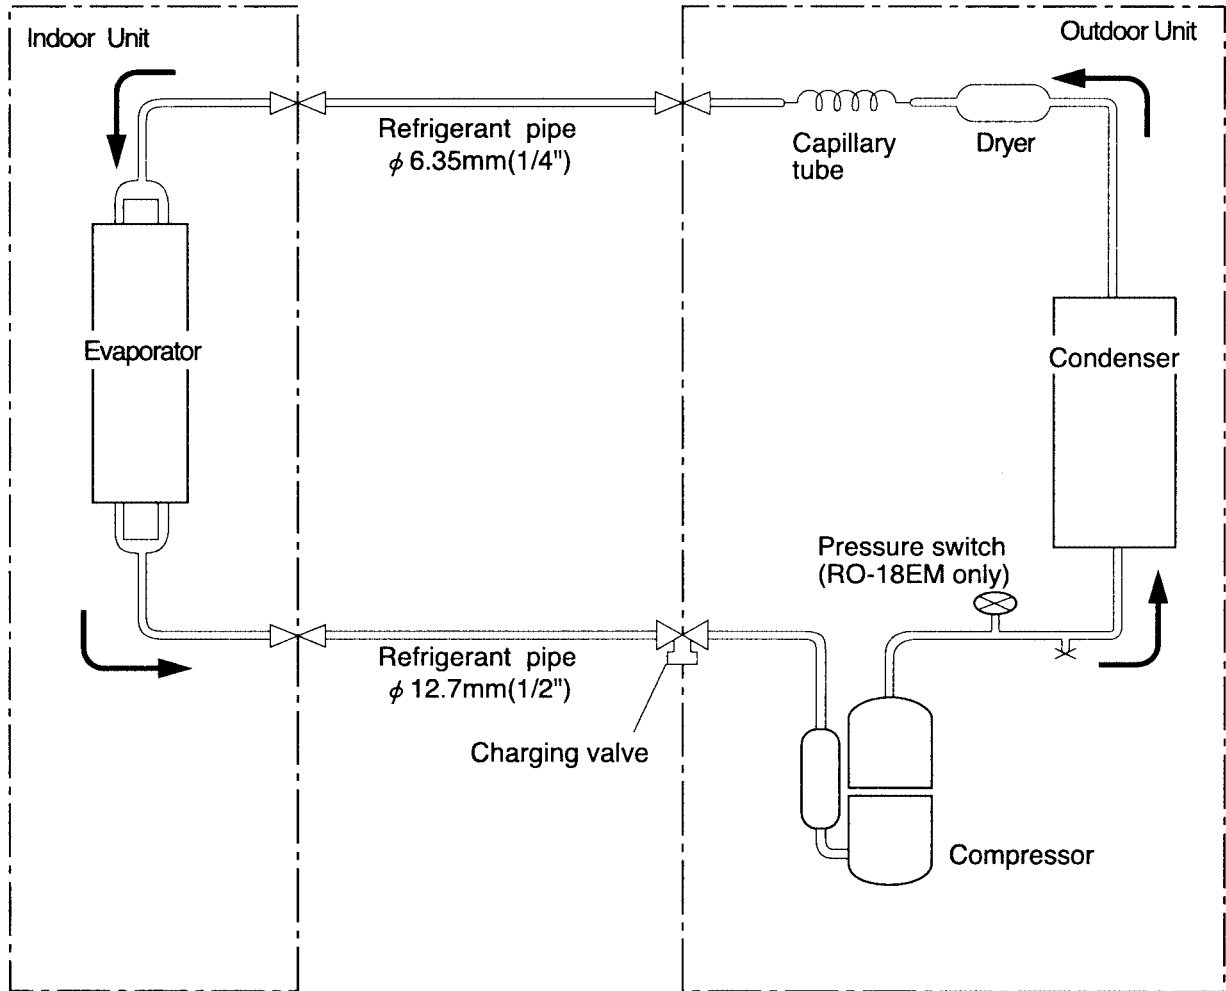 Indoor Unit
Outdoor Unit
Refrigerant pipe
ϕ 6.35mm(1/4")
Capillary
tube
Dryer
Evaporator
Condenser
Pressure switch
(RO-18EM only)
Refrigerant pipe
ϕ 12.7mm(1/2")
Charging valve
Compressor